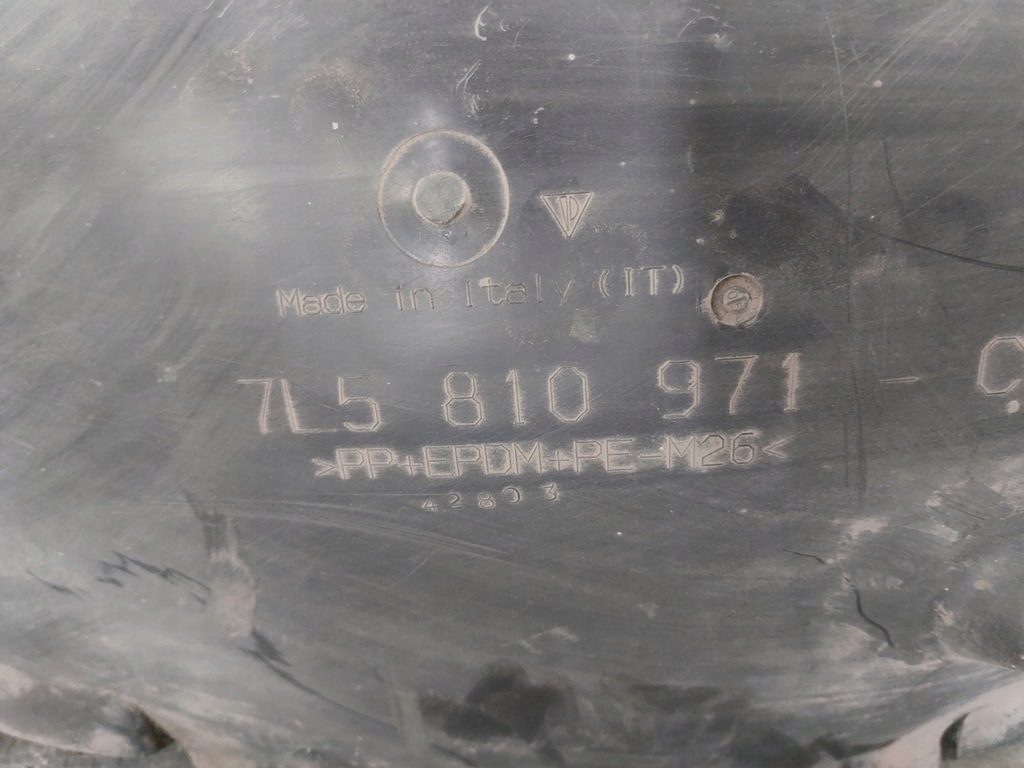 Made in Italy (IT)
7L5 810 971 - C
>PP+EPDM+PE-M26<
42803